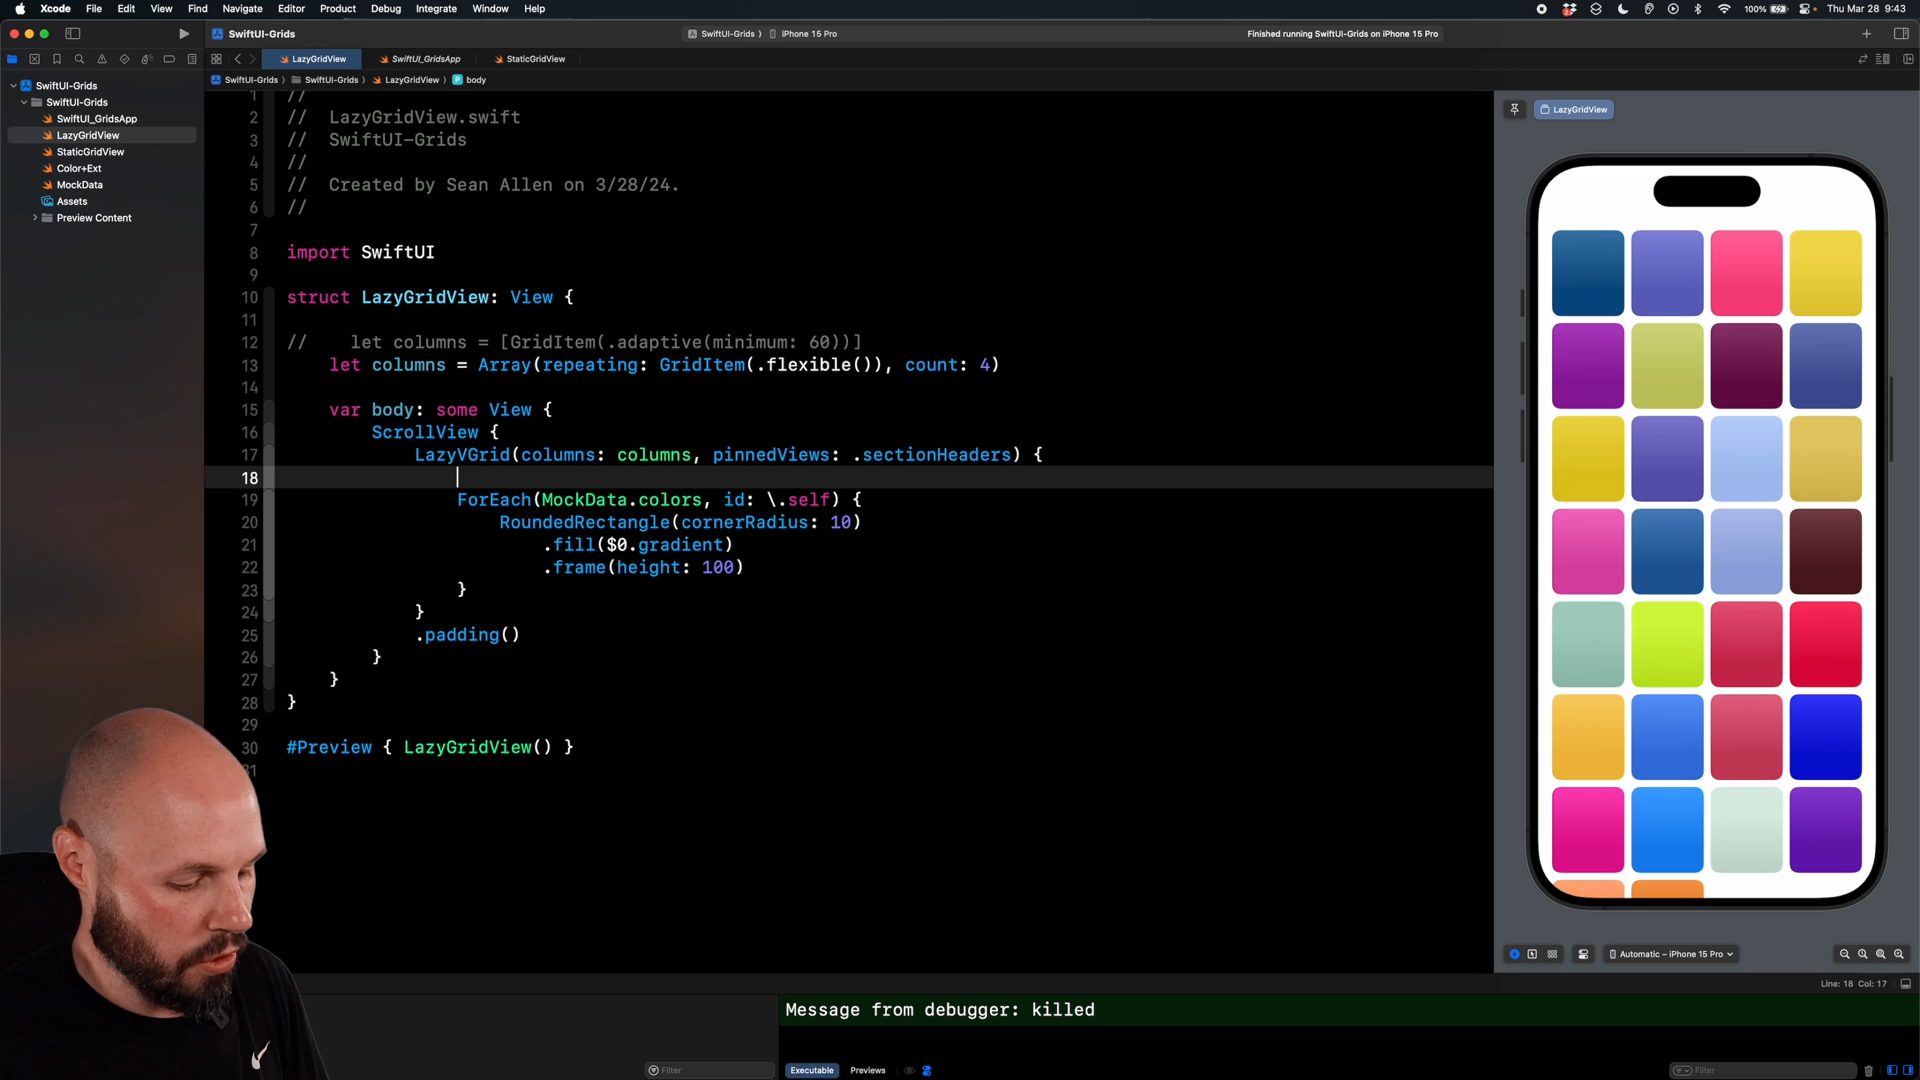 Xcode File Edit View Find Navigate Editor Product Debug Integrate Window Help
100% Thu Mar 28 9:43
SwiftUI-Grids
SwiftUI-Grids 〉 iPhone 15 Pro
Finished running SwiftUI-Grids on iPhone 15 Pro
LazyGridView
SwiftUI_GridsApp
StaticGridView
SwiftUI-Grids 〉 SwiftUI-Grids 〉 LazyGridView 〉 P body
SwiftUI-Grids
SwiftUI-Grids
SwiftUI_GridsApp
LazyGridView
StaticGridView
Color+Ext
MockData
Assets
Preview Content
1 //
2 // LazyGridView.swift
3 // SwiftUI-Grids
4 //
5 // Created by Sean Allen on 3/28/24.
6 //
7
8 import SwiftUI
9
10 struct LazyGridView: View {
11
12 // let columns = [GridItem(.adaptive(minimum: 60))]
13 let columns = Array(repeating: GridItem(.flexible()), count: 4)
14
15 var body: some View {
16 ScrollView {
17 LazyVGrid(columns: columns, pinnedViews: .sectionHeaders) {
18
19 ForEach(MockData.colors, id: \.self) {
20 RoundedRectangle(cornerRadius: 10)
21 .fill($0.gradient)
22 .frame(height: 100)
23 }
24 }
25 .padding()
26 }
27 }
28 }
29
30 #Preview { LazyGridView() }
31
LazyGridView
Automatic – iPhone 15 Pro
Line: 18 Col: 17
Message from debugger: killed
Filter
Executable Previews
Filter